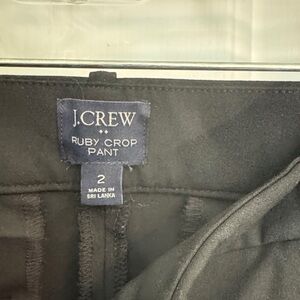 J.CREW
RUBY CROP
PANT
2
MADE IN
SRI LANKA